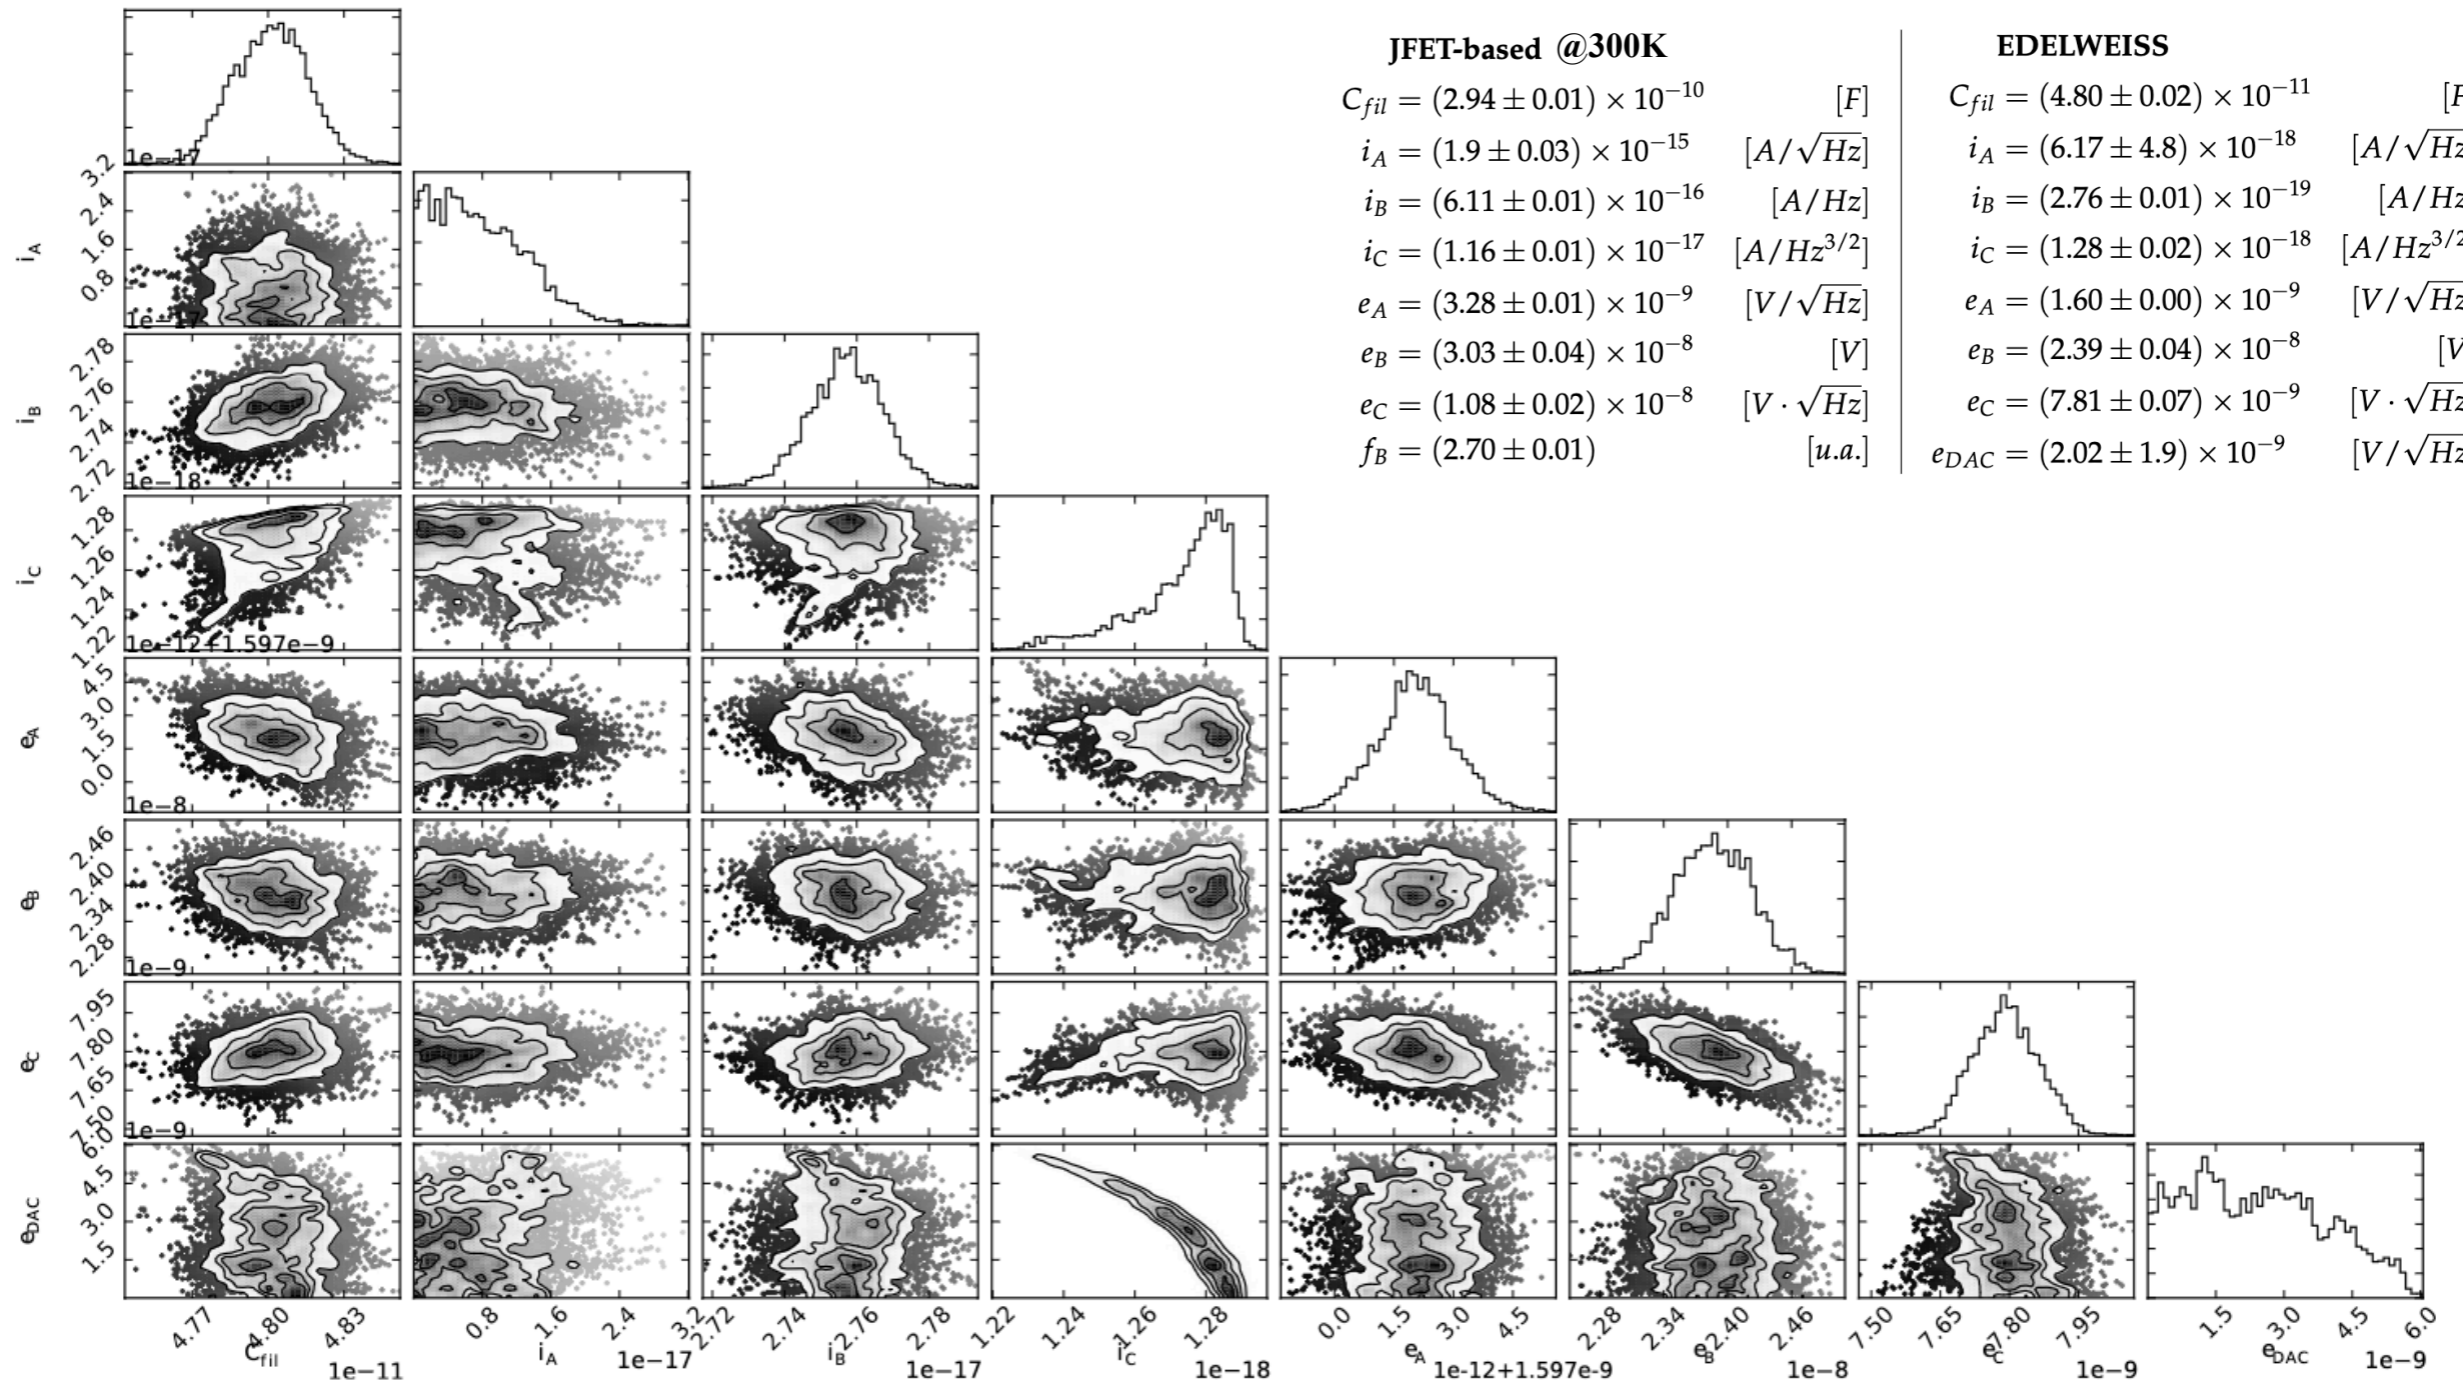 JFET-based @300K
C_fil = (2.94 ± 0.01) × 10^−10 [F]
i_A = (1.9 ± 0.03) × 10^−15 [A/√Hz]
i_B = (6.11 ± 0.01) × 10^−16 [A/Hz]
i_C = (1.16 ± 0.01) × 10^−17 [A/Hz^3/2]
e_A = (3.28 ± 0.01) × 10^−9 [V/√Hz]
e_B = (3.03 ± 0.04) × 10^−8 [V]
e_C = (1.08 ± 0.02) × 10^−8 [V · √Hz]
f_B = (2.70 ± 0.01) [u.a.]
EDELWEISS
C_fil = (4.80 ± 0.02) × 10^−11 [F
i_A = (6.17 ± 4.8) × 10^−18 [A/√Hz
i_B = (2.76 ± 0.01) × 10^−19 [A/Hz
i_C = (1.28 ± 0.02) × 10^−18 [A/Hz^3/2
e_A = (1.60 ± 0.00) × 10^−9 [V/√Hz
e_B = (2.39 ± 0.04) × 10^−8 [V
e_C = (7.81 ± 0.07) × 10^−9 [V · √Hz
e_DAC = (2.02 ± 1.9) × 10^−9 [V/√Hz
1e−17
3.2
2.4
1.6
0.8
i_A
1e−17
2.78
2.76
2.74
2.72
i_B
1e−18
1.28
1.26
1.24
1.22
i_C
1e−12+1.597e−9
4.5
3.0
1.5
0.0
e_A
1e−8
2.46
2.40
2.34
2.28
e_B
1e−9
7.95
7.80
7.65
7.50
e_C
1e−9
6.0
4.5
3.0
1.5
e_DAC
4.77 4.80 4.83
C_fil
1e−11
0.8 1.6 2.4 3.2
i_A
1e−17
2.72 2.74 2.76 2.78
i_B
1e−17
1.22 1.24 1.26 1.28
i_C
1e−18
0.0 1.5 3.0 4.5
e_A
1e-12+1.597e-9
2.28 2.34 2.40 2.46
e_B
1e−8
7.50 7.65 7.80 7.95
e_C
1e−9
1.5 3.0 4.5 6.0
e_DAC
1e−9